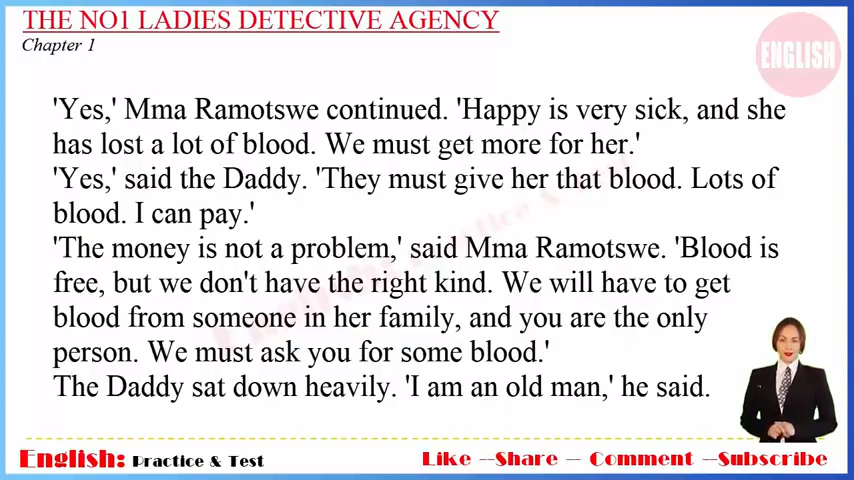 THE NO1 LADIES DETECTIVE AGENCY
Chapter 1
ENGLISH
'Yes,' Mma Ramotswe continued. 'Happy is very sick, and she
has lost a lot of blood. We must get more for her.'
'Yes,' said the Daddy. 'They must give her that blood. Lots of
blood. I can pay.'
'The money is not a problem,' said Mma Ramotswe. 'Blood is
free, but we don't have the right kind. We will have to get
blood from someone in her family, and you are the only
person. We must ask you for some blood.'
The Daddy sat down heavily. 'I am an old man,' he said.
English: Practice & Test
Like --Share -- Comment --Subscribe